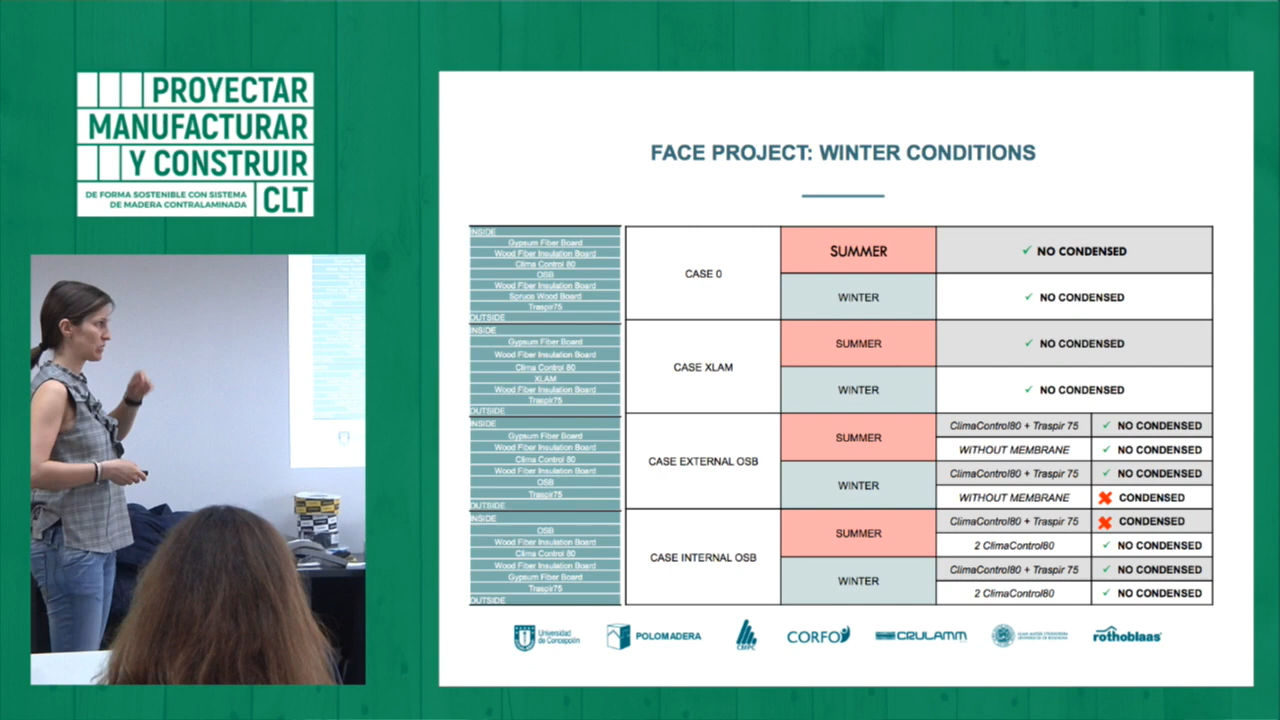 PROYECTAR
MANUFACTURAR
Y CONSTRUIR
DE FORMA SOSTENIBLE CON SISTEMA
DE MADERA CONTRALAMINADA
CLT
FACE PROJECT: WINTER CONDITIONS
INSIDE
Gypsum Fiber Board
Wood Fiber Insulation Board
Clima Control 80
OSB
Wood Fiber Insulation Board
Spruce Wood Board
Traspir75
OUTSIDE
CASE 0
SUMMER
✓ NO CONDENSED
WINTER
✓ NO CONDENSED
INSIDE
Gypsum Fiber Board
Wood Fiber Insulation Board
Clima Control 80
XLAM
Wood Fiber Insulation Board
Traspir75
OUTSIDE
CASE XLAM
SUMMER
✓ NO CONDENSED
WINTER
✓ NO CONDENSED
INSIDE
Gypsum Fiber Board
Wood Fiber Insulation Board
Clima Control 80
Wood Fiber Insulation Board
OSB
Traspir75
OUTSIDE
CASE EXTERNAL OSB
SUMMER
ClimaControl80 + Traspir 75 ✓ NO CONDENSED
WITHOUT MEMBRANE ✓ NO CONDENSED
WINTER
ClimaControl80 + Traspir 75 ✓ NO CONDENSED
WITHOUT MEMBRANE ✗ CONDENSED
INSIDE
OSB
Wood Fiber Insulation Board
Clima Control 80
Wood Fiber Insulation Board
Gypsum Fiber Board
Traspir75
OUTSIDE
CASE INTERNAL OSB
SUMMER
ClimaControl80 + Traspir 75 ✗ CONDENSED
2 ClimaControl80 ✓ NO CONDENSED
WINTER
ClimaControl80 + Traspir 75 ✓ NO CONDENSED
2 ClimaControl80 ✓ NO CONDENSED
Universidad
de Concepción
POLOMADERA
CMPC
CORFO
CRULAMM
rothoblaas